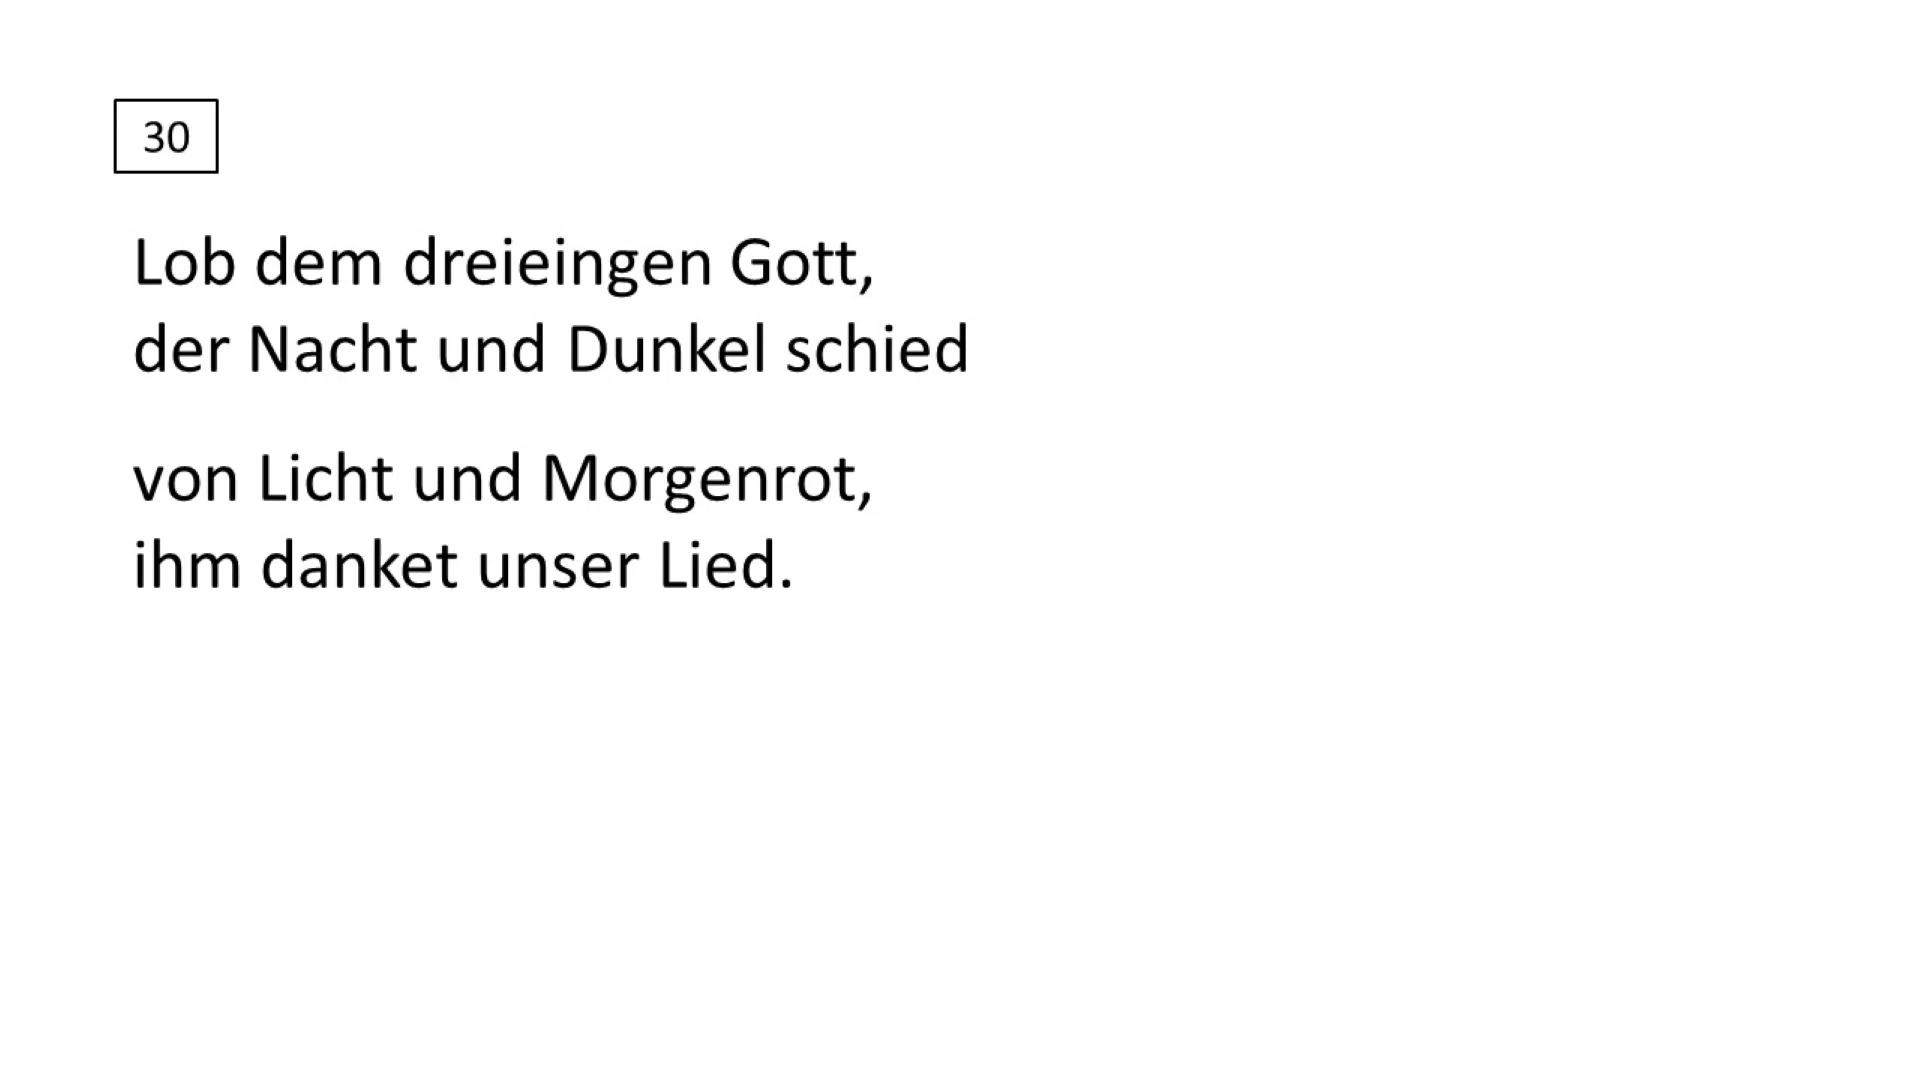 30
Lob dem dreieingen Gott,
der Nacht und Dunkel schied
von Licht und Morgenrot,
ihm danket unser Lied.